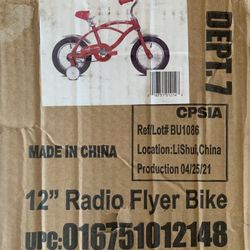 DEPT. 7
CPSIA
Ref/Lot# BU1086
MADE IN CHINA
Location:LiShui,China
Production 04/25/21
12" Radio Flyer Bike
UPC:016751012148